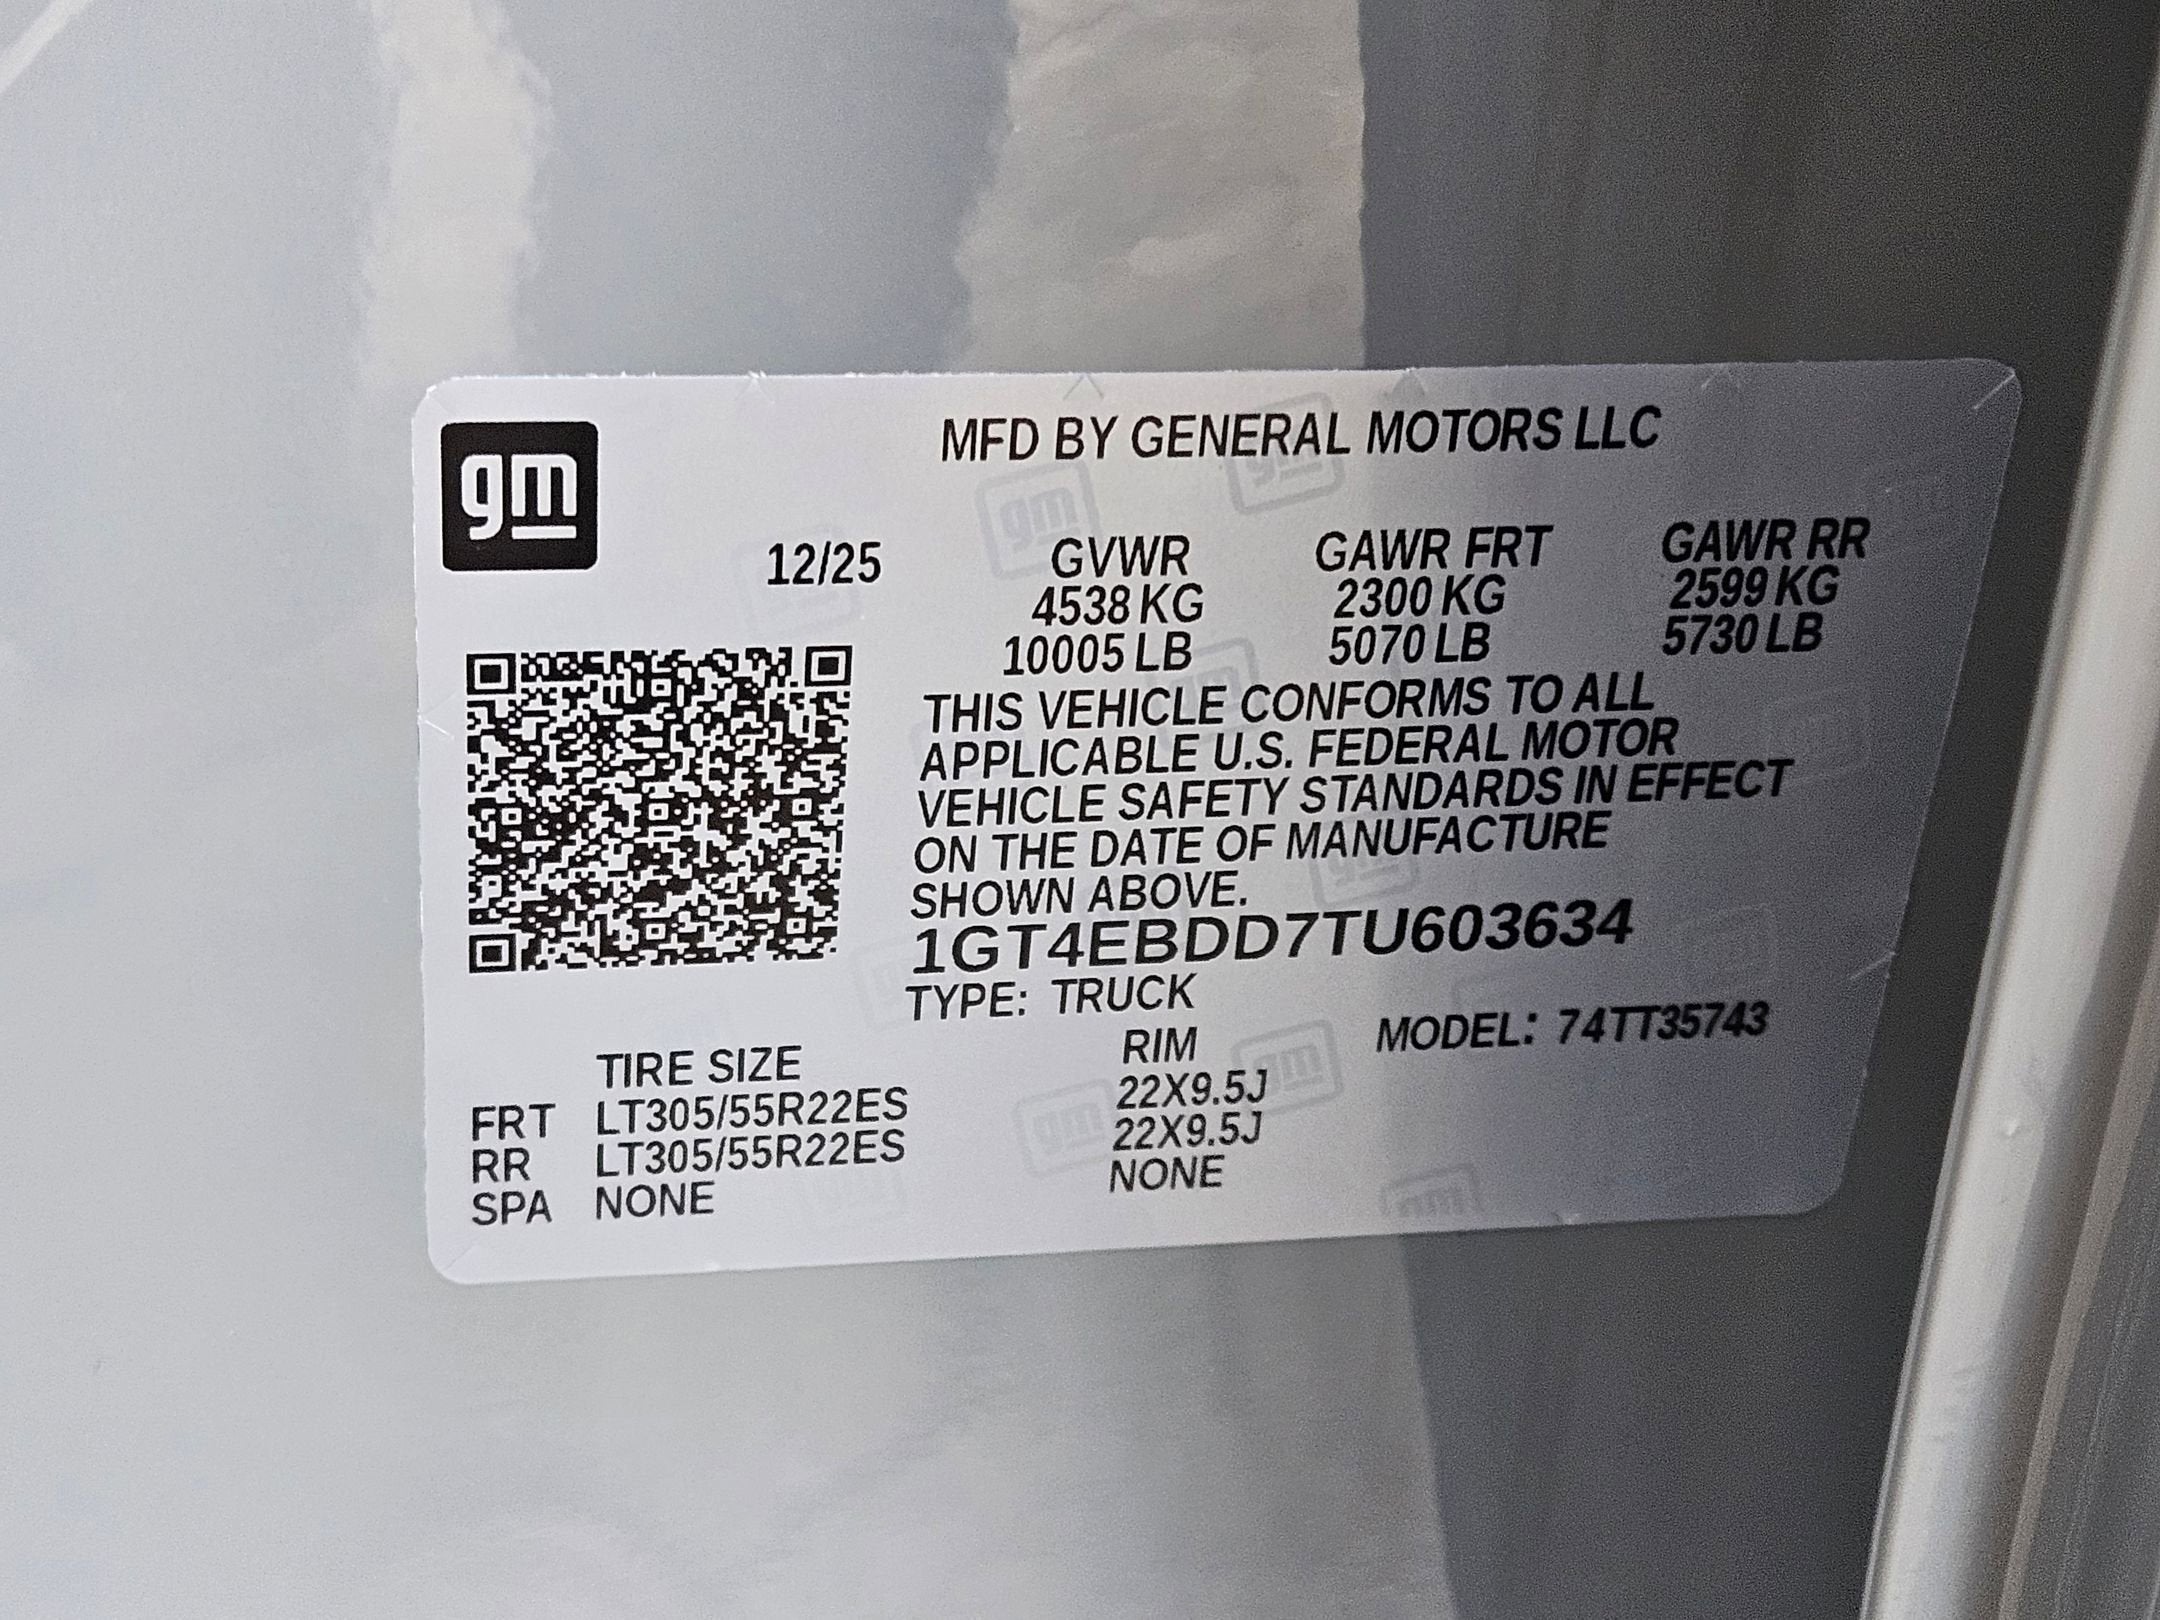 gm
MFD BY GENERAL MOTORS LLC
12/25 GVWR GAWR FRT GAWR RR
4538 KG 2300 KG 2599 KG
10005 LB 5070 LB 5730 LB
THIS VEHICLE CONFORMS TO ALL
APPLICABLE U.S. FEDERAL MOTOR
VEHICLE SAFETY STANDARDS IN EFFECT
ON THE DATE OF MANUFACTURE
SHOWN ABOVE.
1GT4EBDD7TU603634
TYPE: TRUCK
MODEL: 74TT35743
TIRE SIZE RIM
FRT LT305/55R22ES 22X9.5J
RR LT305/55R22ES 22X9.5J
SPA NONE NONE